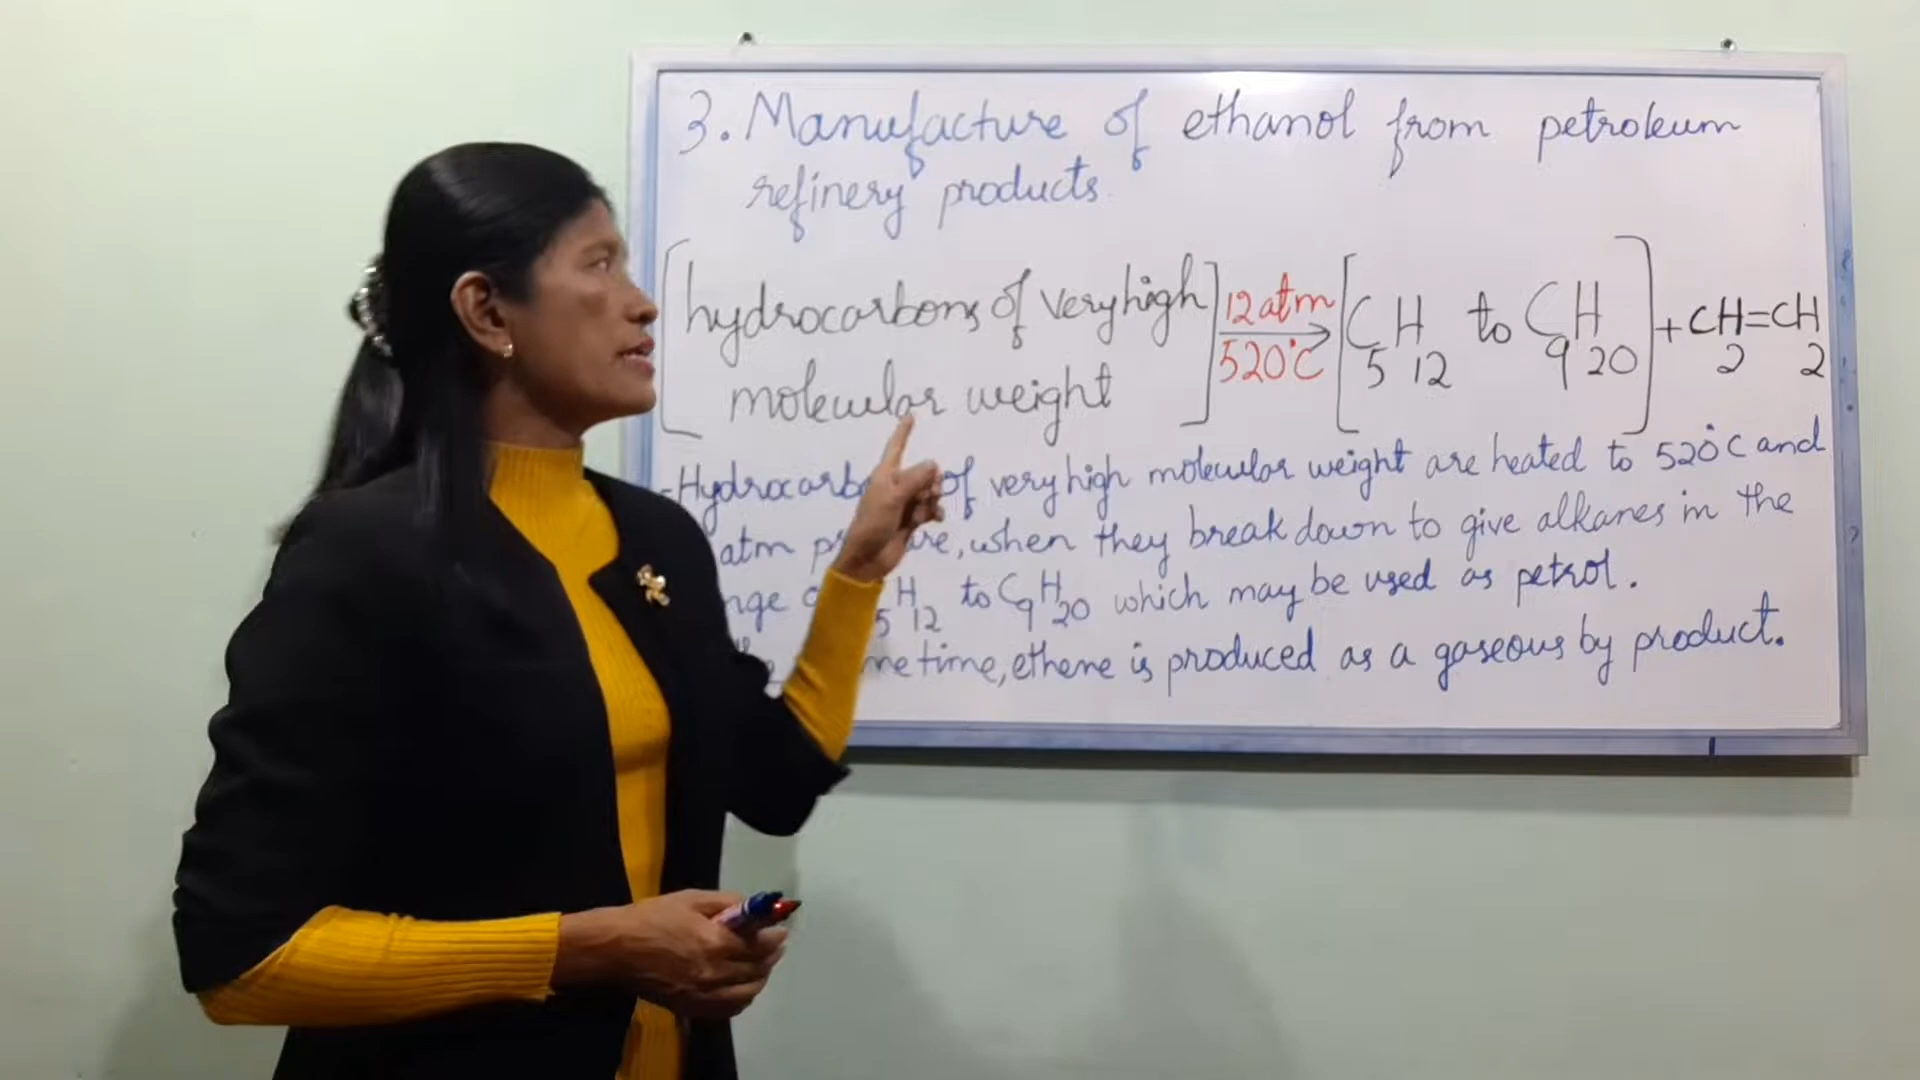 3. Manufacture of ethanol from petroleum
refinery products.
[hydrocarbons of very high molecular weight] 12 atm 520°C → [C5H12 to C9H20] + CH2=CH2
-Hydrocarb of very high molecular weight are heated to 520°C and
atm pr ure, when they break down to give alkanes in the
nge 5H12 to C9H20 which may be used as petrol.
me time, ethene is produced as a gaseous by product.